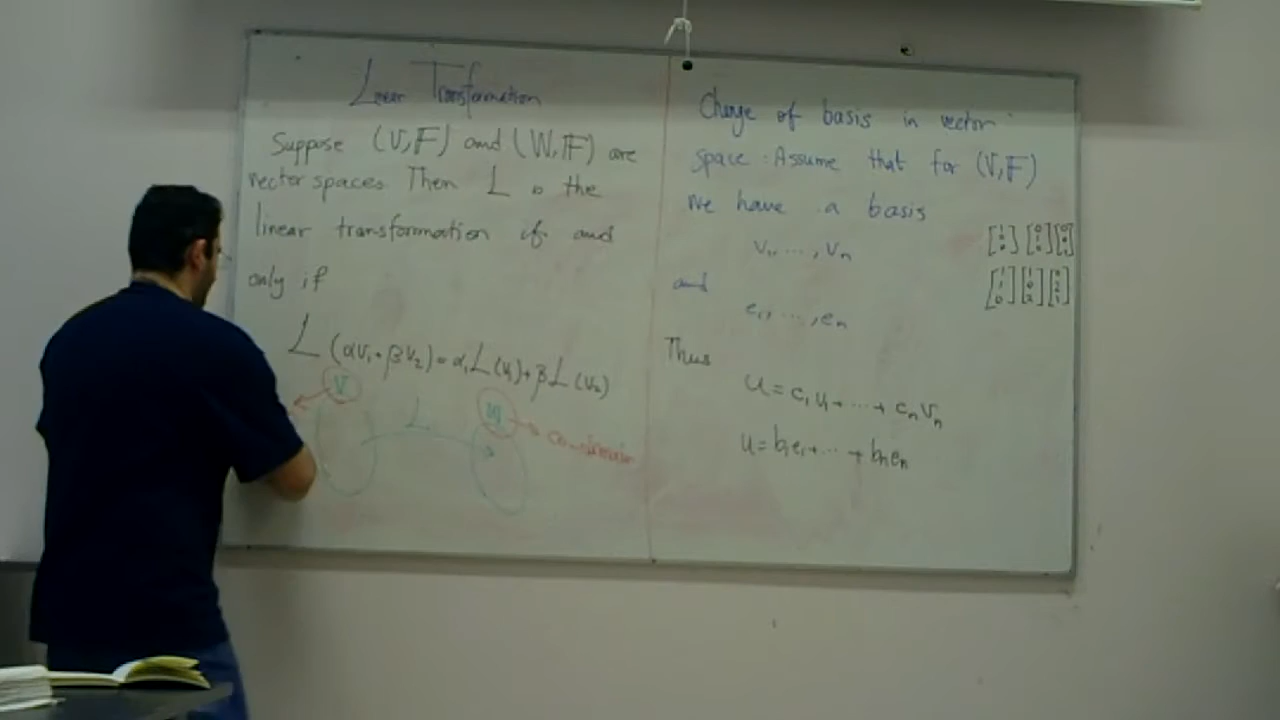 Linear Transformation
Suppose (V,F) and (W,F) are
vector spaces. Then L is the
linear transformation if and
only if
L(αv₁+βv₂)=α,L(v₁)+βL(v₂)
V
L
W
Change of basis in vector
space: Assume that for (V,F)
we have a basis
v₁,...,vₙ
and
e₁,...,eₙ
Thus
u=c₁v₁+...+cₙvₙ
u=b₁e₁+...+bₙeₙ